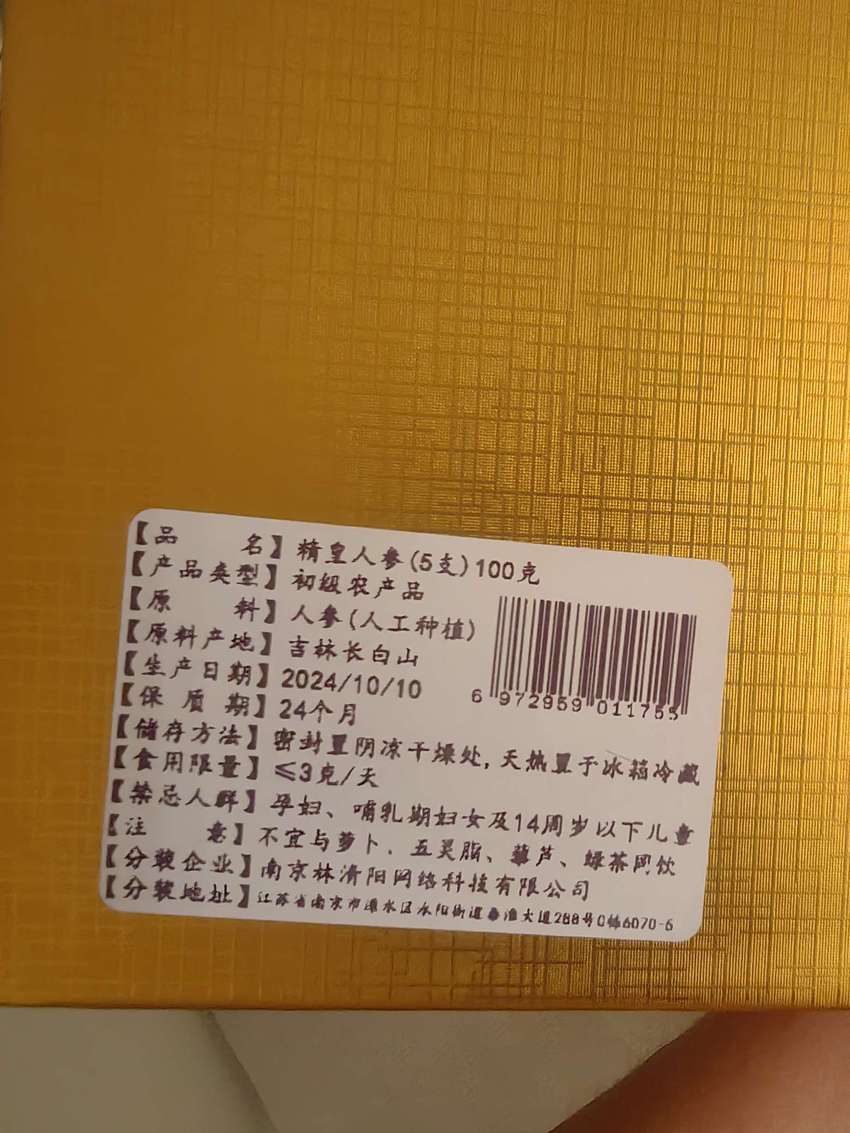 【品 名】精皇人参(5支)100克
【产品类型】初级农产品
【原 料】人参(人工种植)
【原料产地】吉林长白山
【生产日期】2024/10/10
【保 质 期】24个月
【储存方法】密封置阴凉干燥处,天热置于冰箱冷藏
【食用限量】≤3克/天
【禁忌人群】孕妇、哺乳期妇女及14周岁以下儿童
【注 意】不宜与萝卜、五灵脂、藜芦、绿茶同饮
【分装企业】南京林清阳网络科技有限公司
【分装地址】江苏省南京市溧水区永阳街道秦淮大道288号C幢6070-6
6 972959 011755